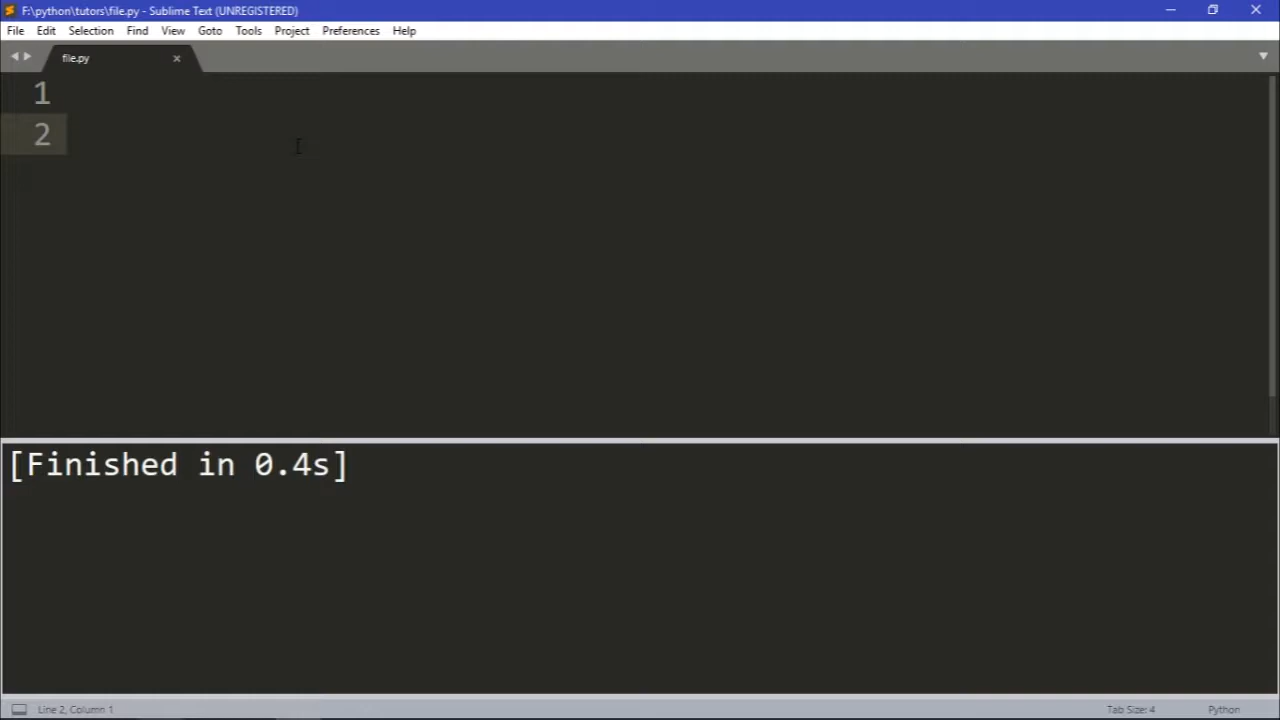 F:\python\tutors\file.py - Sublime Text (UNREGISTERED)
File Edit Selection Find View Goto Tools Project Preferences Help
file.py
1
2
[Finished in 0.4s]
Line 2, Column 1 Tab Size: 4 Python